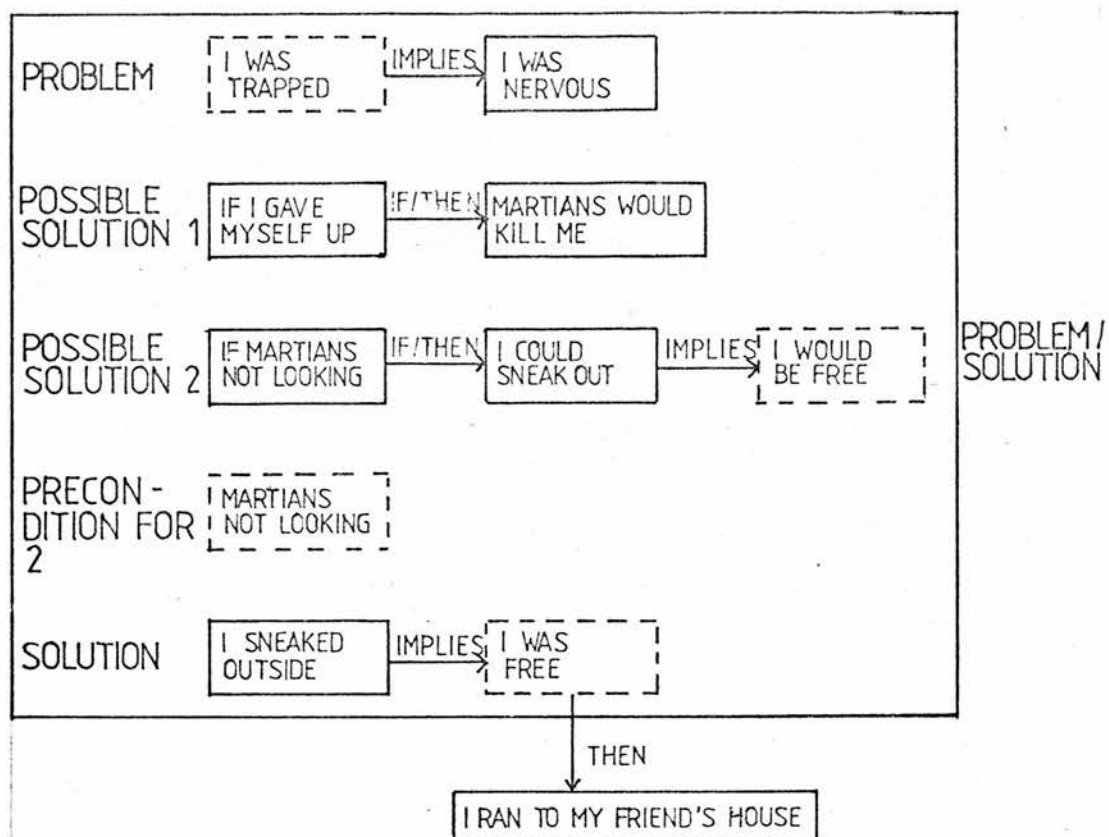 PROBLEM
I WAS
TRAPPED
IMPLIES
I WAS
NERVOUS
POSSIBLE
SOLUTION 1
IF I GAVE
MYSELF UP
IF/THEN
MARTIANS WOULD
KILL ME
POSSIBLE
SOLUTION 2
IF MARTIANS
NOT LOOKING
IF/THEN
I COULD
SNEAK OUT
IMPLIES
I WOULD
BE FREE
PROBLEM/
SOLUTION
PRECON-
DITION FOR
2
MARTIANS
NOT LOOKING
SOLUTION
I SNEAKED
OUTSIDE
IMPLIES
I WAS
FREE
THEN
I RAN TO MY FRIEND'S HOUSE